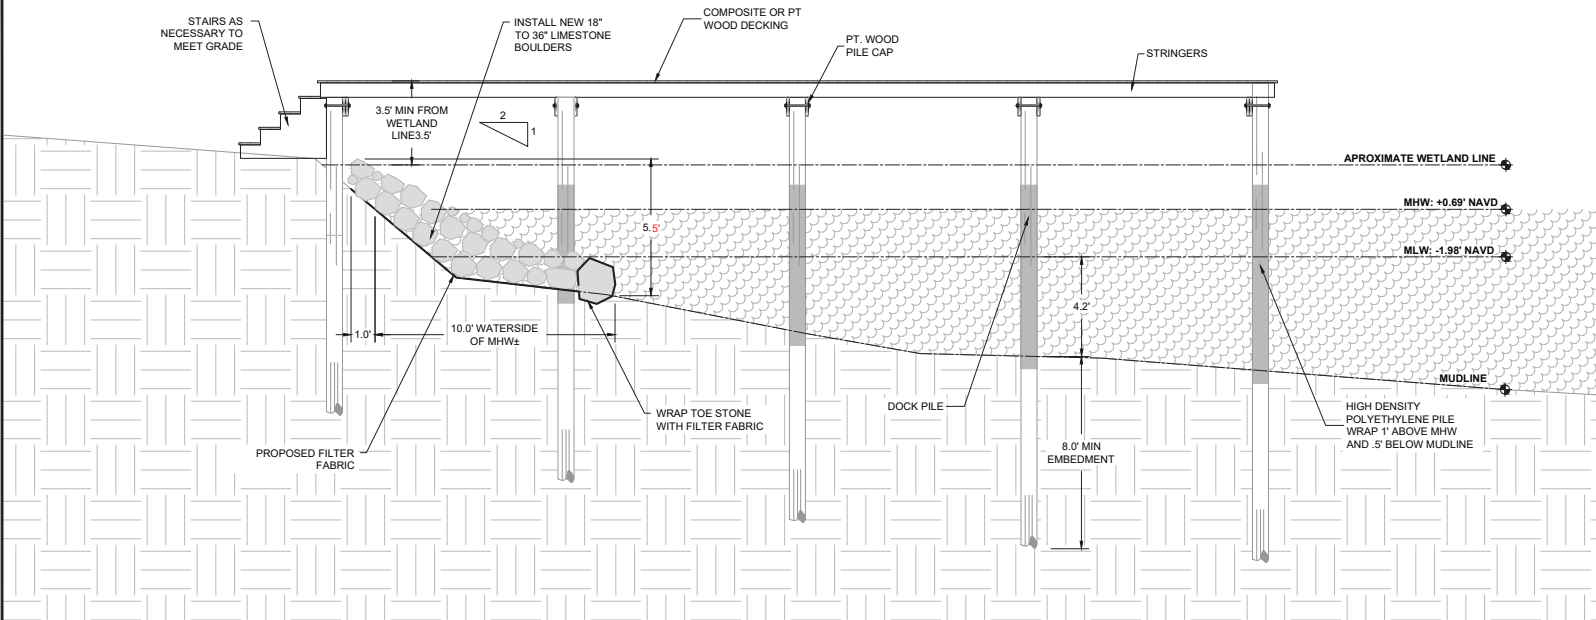 STAIRS AS
NECESSARY TO
MEET GRADE
INSTALL NEW 18"
TO 36" LIMESTONE
BOULDERS
COMPOSITE OR PT
WOOD DECKING
PT. WOOD
PILE CAP
STRINGERS
3.5' MIN FROM
WETLAND
LINE3.5'
2
1
APROXIMATE WETLAND LINE
MHW: +0.69' NAVD
5.5'
MLW: -1.98' NAVD
4.2'
1.0'
10.0' WATERSIDE
OF MHW±
MUDLINE
WRAP TOE STONE
WITH FILTER FABRIC
DOCK PILE
HIGH DENSITY
POLYETHYLENE PILE
WRAP 1' ABOVE MHW
AND .5' BELOW MUDLINE
PROPOSED FILTER
FABRIC
8.0' MIN
EMBEDMENT